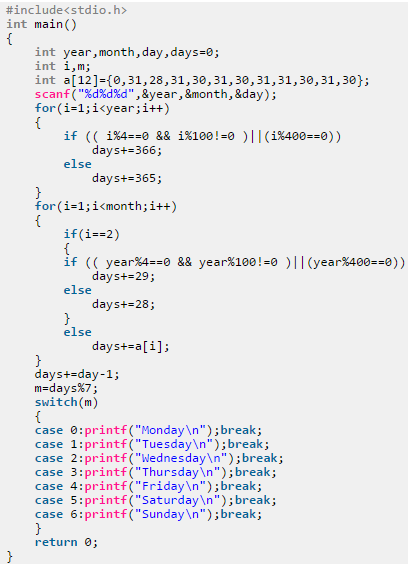 #include<stdio.h>
int main()
{
    int year,month,day,days=0;
    int i,m;
    int a[12]={0,31,28,31,30,31,30,31,31,30,31,30};
    scanf("%d%d%d",&year,&month,&day);
    for(i=1;i<year;i++)
    {
        if (( i%4==0 && i%100!=0 )||(i%400==0))
            days+=366;
        else
            days+=365;
    }
    for(i=1;i<month;i++)
    {
        if(i==2)
        {
        if (( year%4==0 && year%100!=0 )||(year%400==0))
            days+=29;
        else
            days+=28;
        }
        else
            days+=a[i];
    }
    days+=day-1;
    m=days%7;
    switch(m)
    {
    case 0:printf("Monday\n");break;
    case 1:printf("Tuesday\n");break;
    case 2:printf("Wednesday\n");break;
    case 3:printf("Thursday\n");break;
    case 4:printf("Friday\n");break;
    case 5:printf("Saturday\n");break;
    case 6:printf("Sunday\n");break;
    }
    return 0;
}